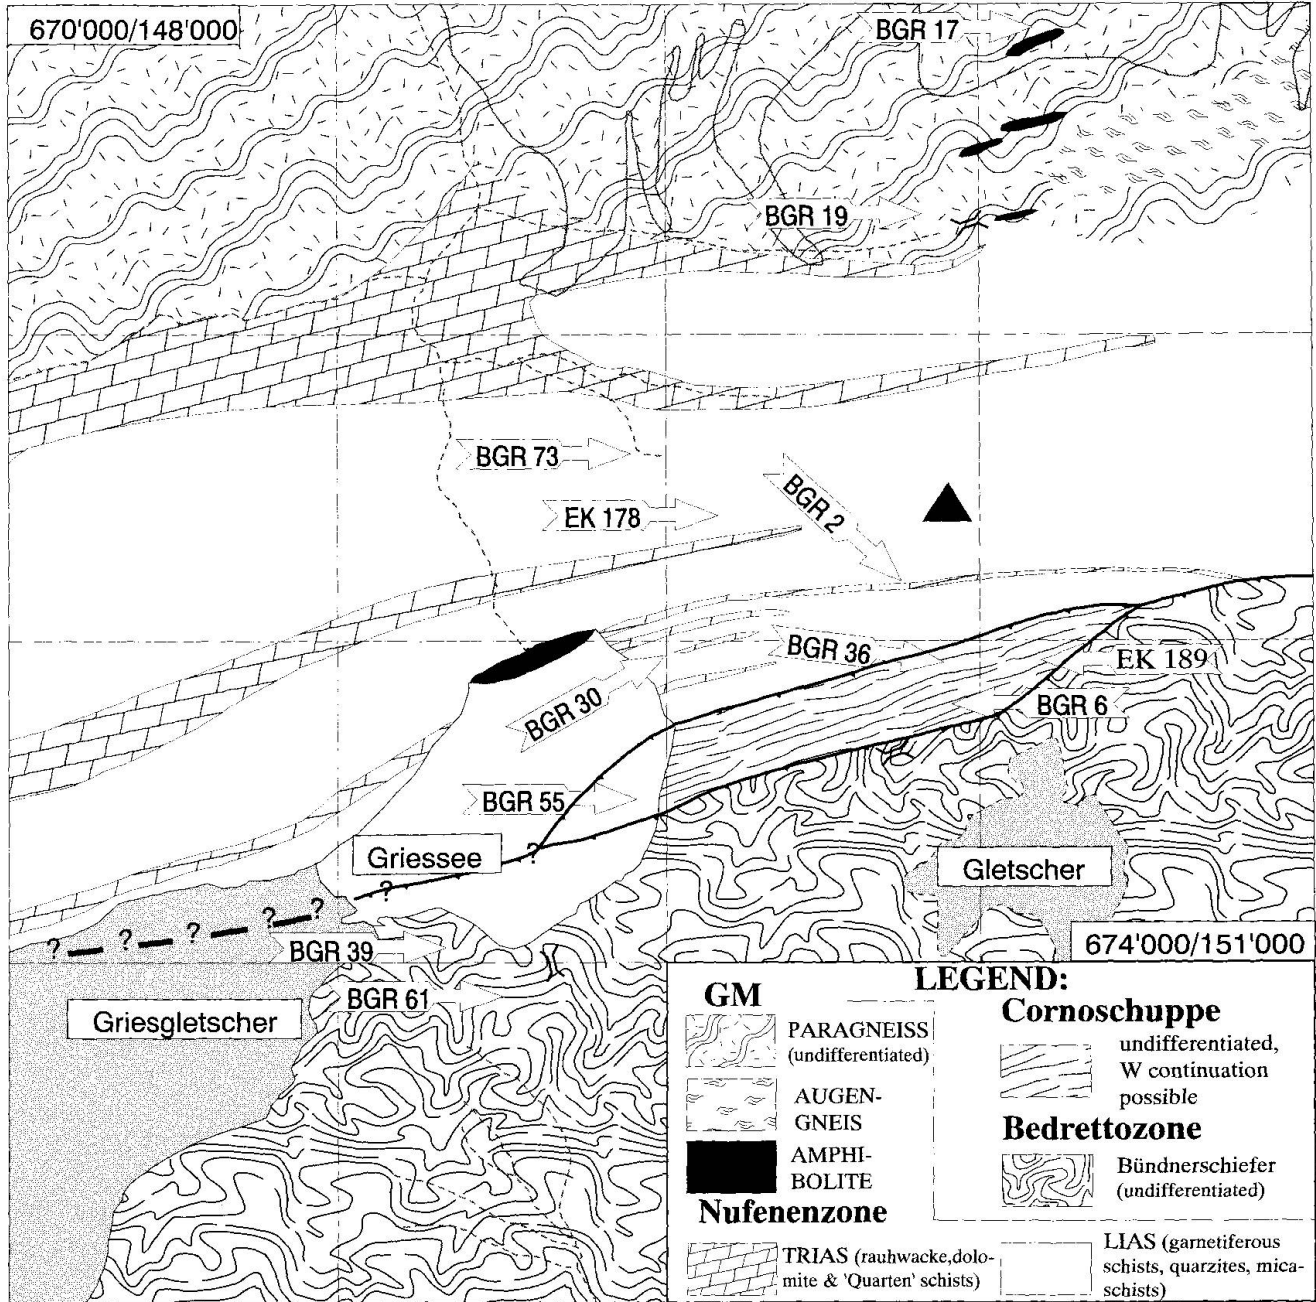 670'000/148'000
BGR 17
BGR 19
BGR 73
EK 178
BGR 2
BGR 36
EK 189
BGR 30
BGR 6
BGR 55
Griessee
?
?
Gletscher
? ? ? ? ?
BGR 39
674'000/151'000
BGR 61
Griesgletscher
LEGEND:
GM
PARAGNEISS
(undifferentiated)
AUGEN-
GNEIS
AMPHI-
BOLITE
Nufenenzone
TRIAS (rauhwacke,dolo-
mite & 'Quarten' schists)
Cornoschuppe
undifferentiated,
W continuation
possible
Bedrettozone
Bündnerschiefer
(undifferentiated)
LIAS (garnetiferous
schists, quarzites, mica-
schists)